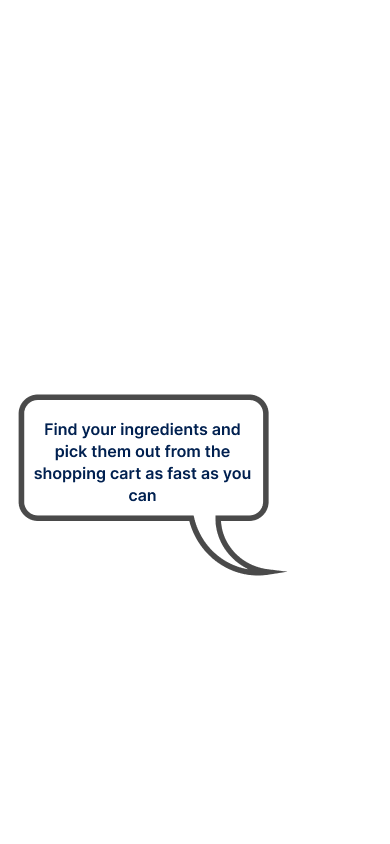 Find your ingredients and
pick them out from the
shopping cart as fast as you
can